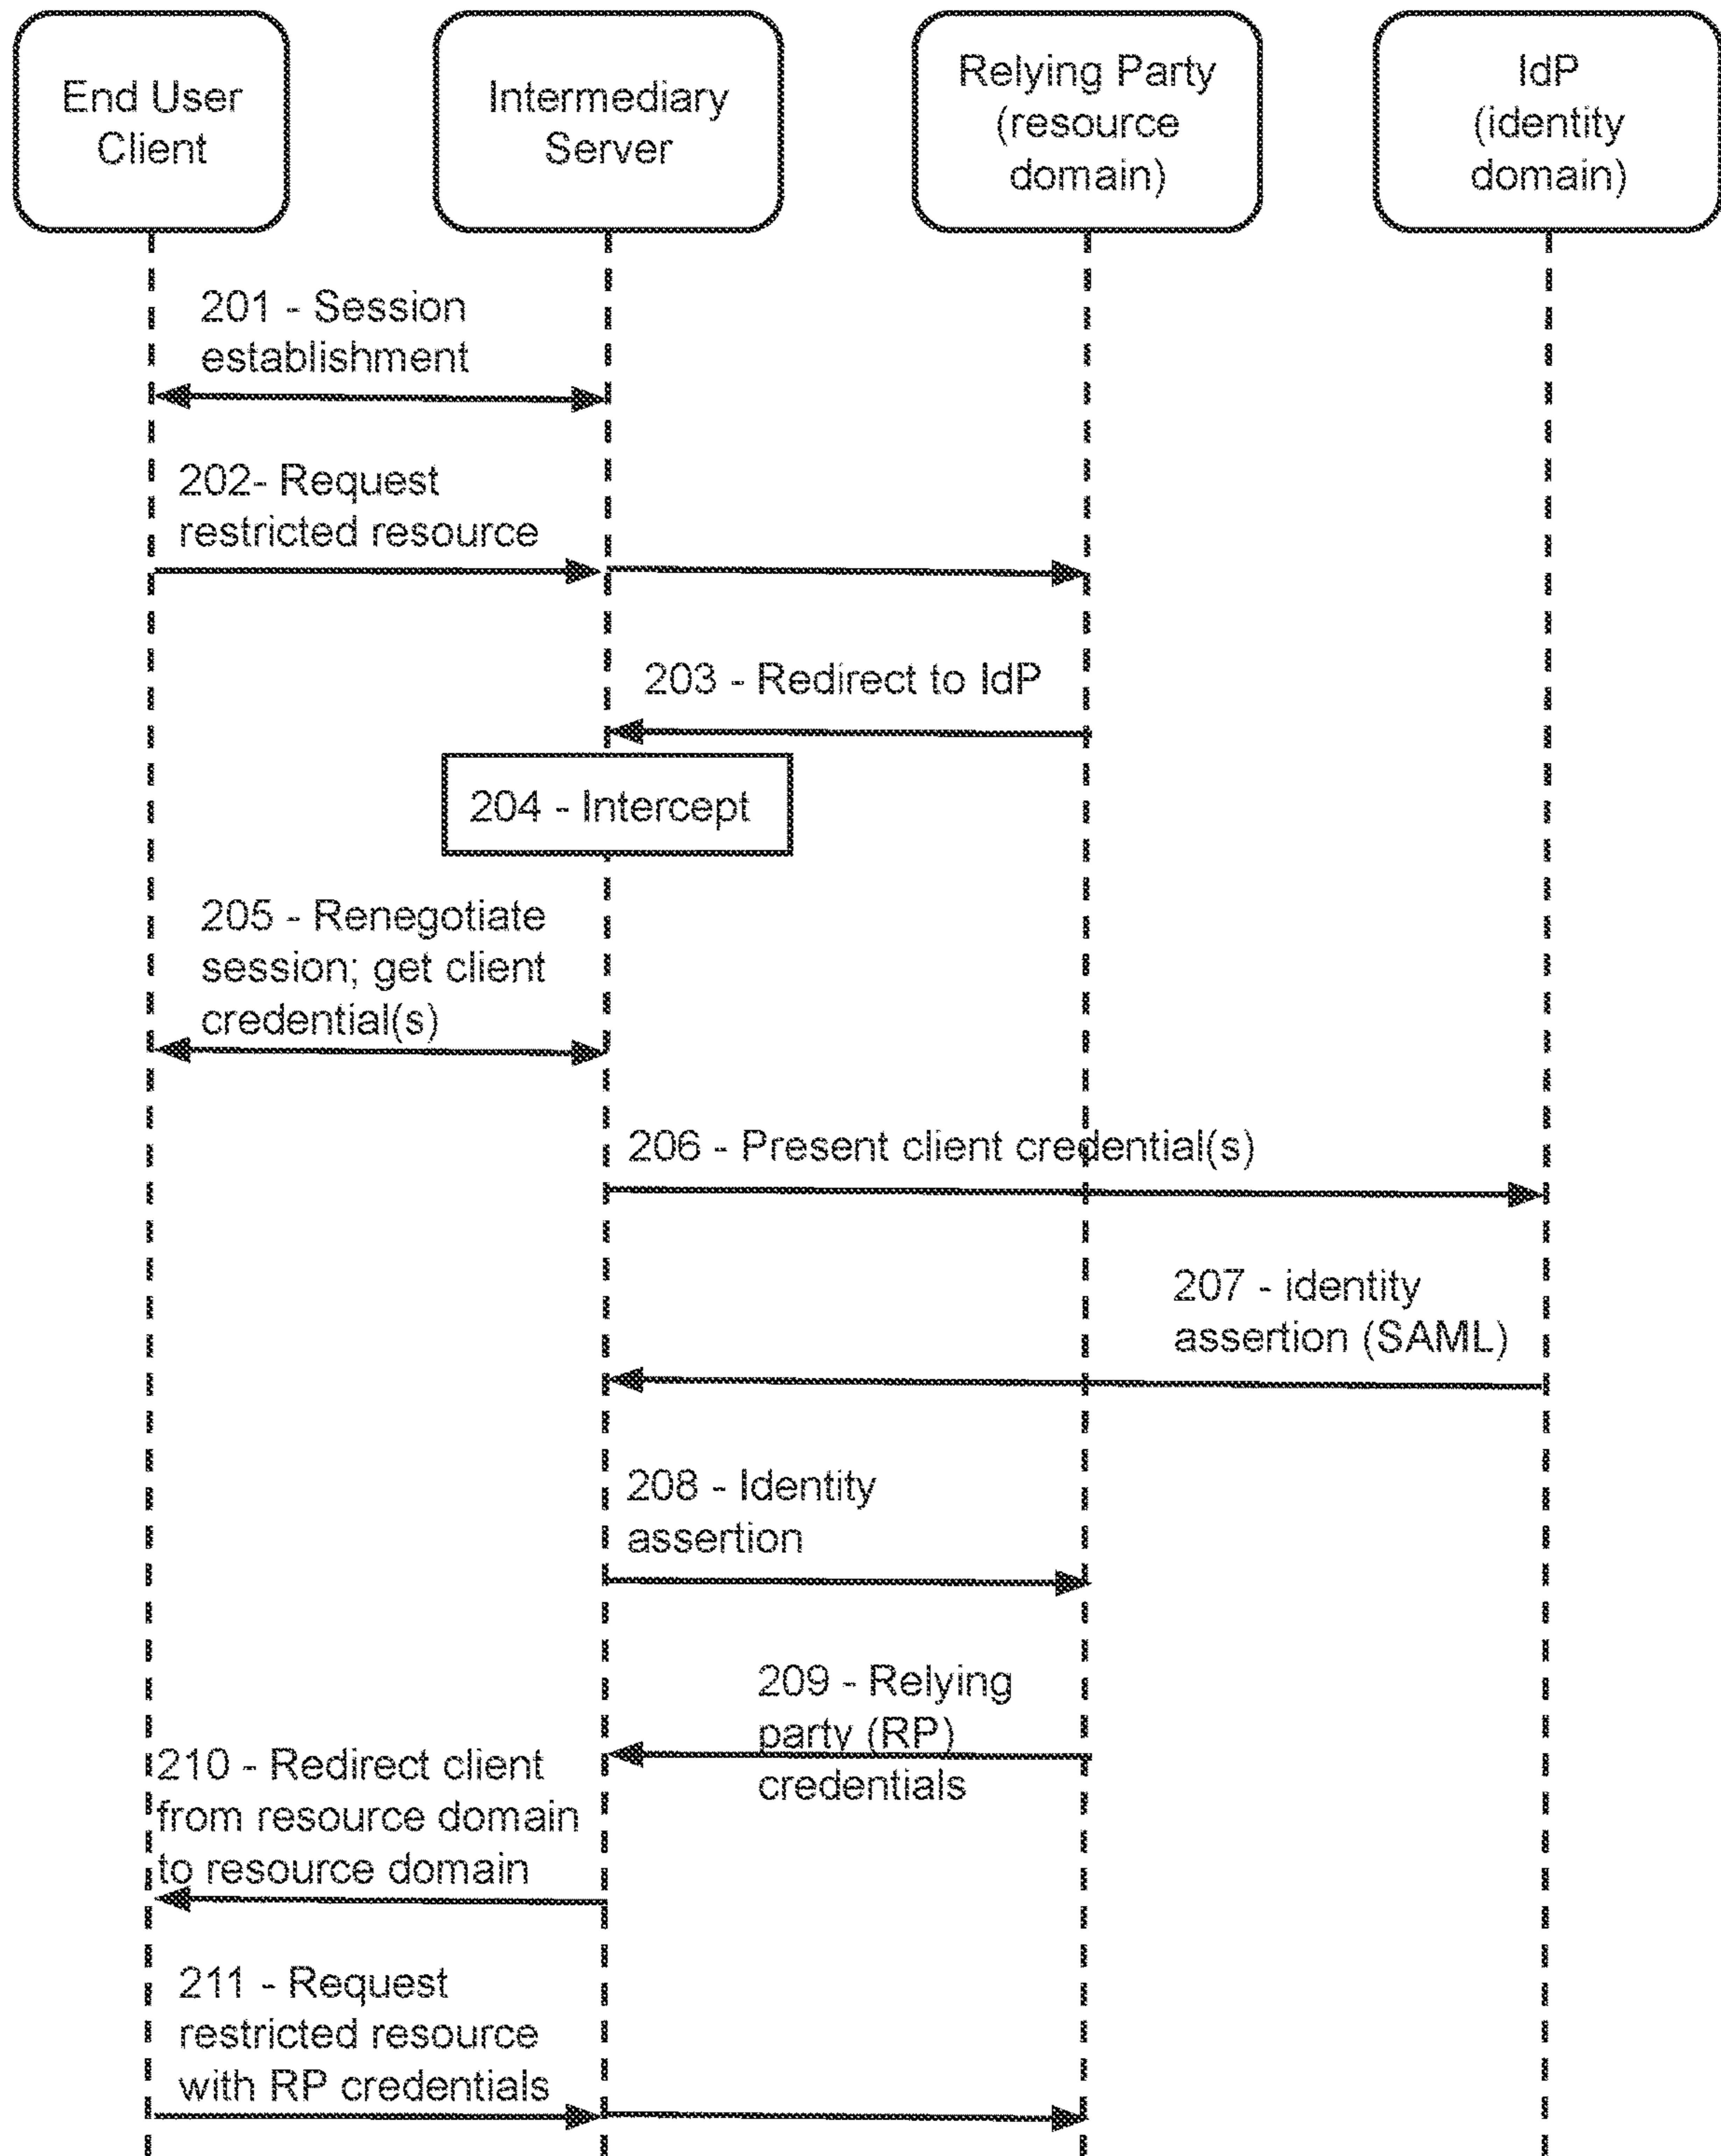 End User
Client
Intermediary
Server
Relying Party
(resource
domain)
IdP
(identity
domain)
201 - Session
establishment
202- Request
restricted resource
203 - Redirect to IdP
204 - Intercept
205 - Renegotiate
session; get client
credential(s)
206 - Present client credential(s)
207 - identity
assertion (SAML)
208 - Identity
assertion
209 - Relying
party (RP)
credentials
210 - Redirect client
from resource domain
to resource domain
211 - Request
restricted resource
with RP credentials